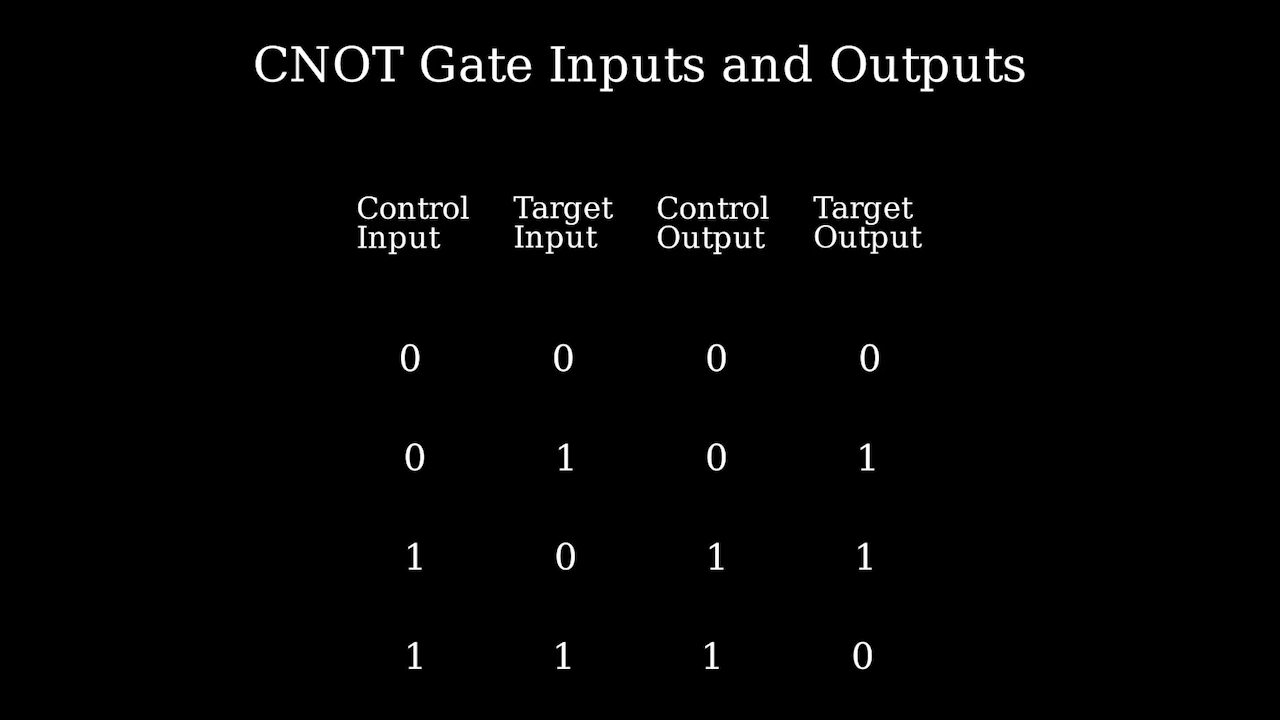 CNOT Gate Inputs and Outputs
Control Input Target Input Control Output Target Output
0 0 0 0
0 1 0 1
1 0 1 1
1 1 1 0